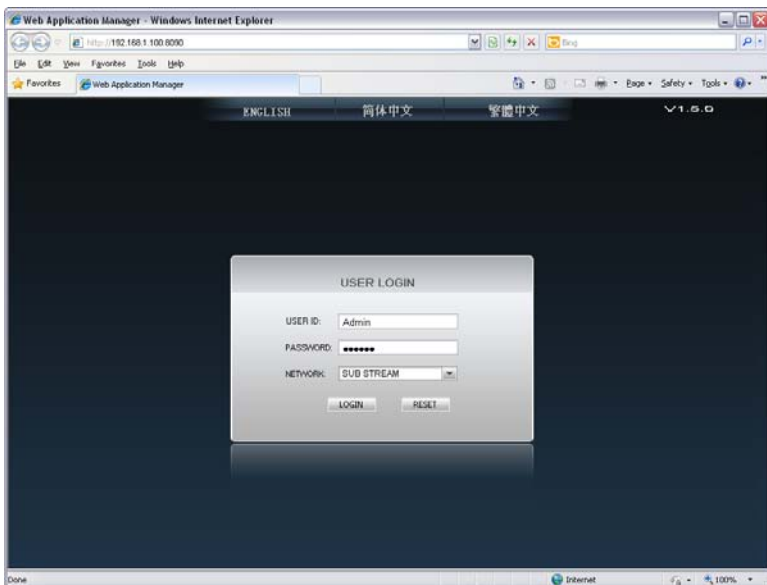 Web Application Manager - Windows Internet Explorer
http://192.168.1.100:8090
Bing
File Edit View Favorites Tools Help
Favorites Web Application Manager Page Safety Tools
ENGLISH 简体中文 繁體中文 V1.5.0
USER LOGIN
USER ID: Admin
PASSWORD: ●●●●●●
NETWORK: SUB STREAM
LOGIN RESET
Done Internet 100%